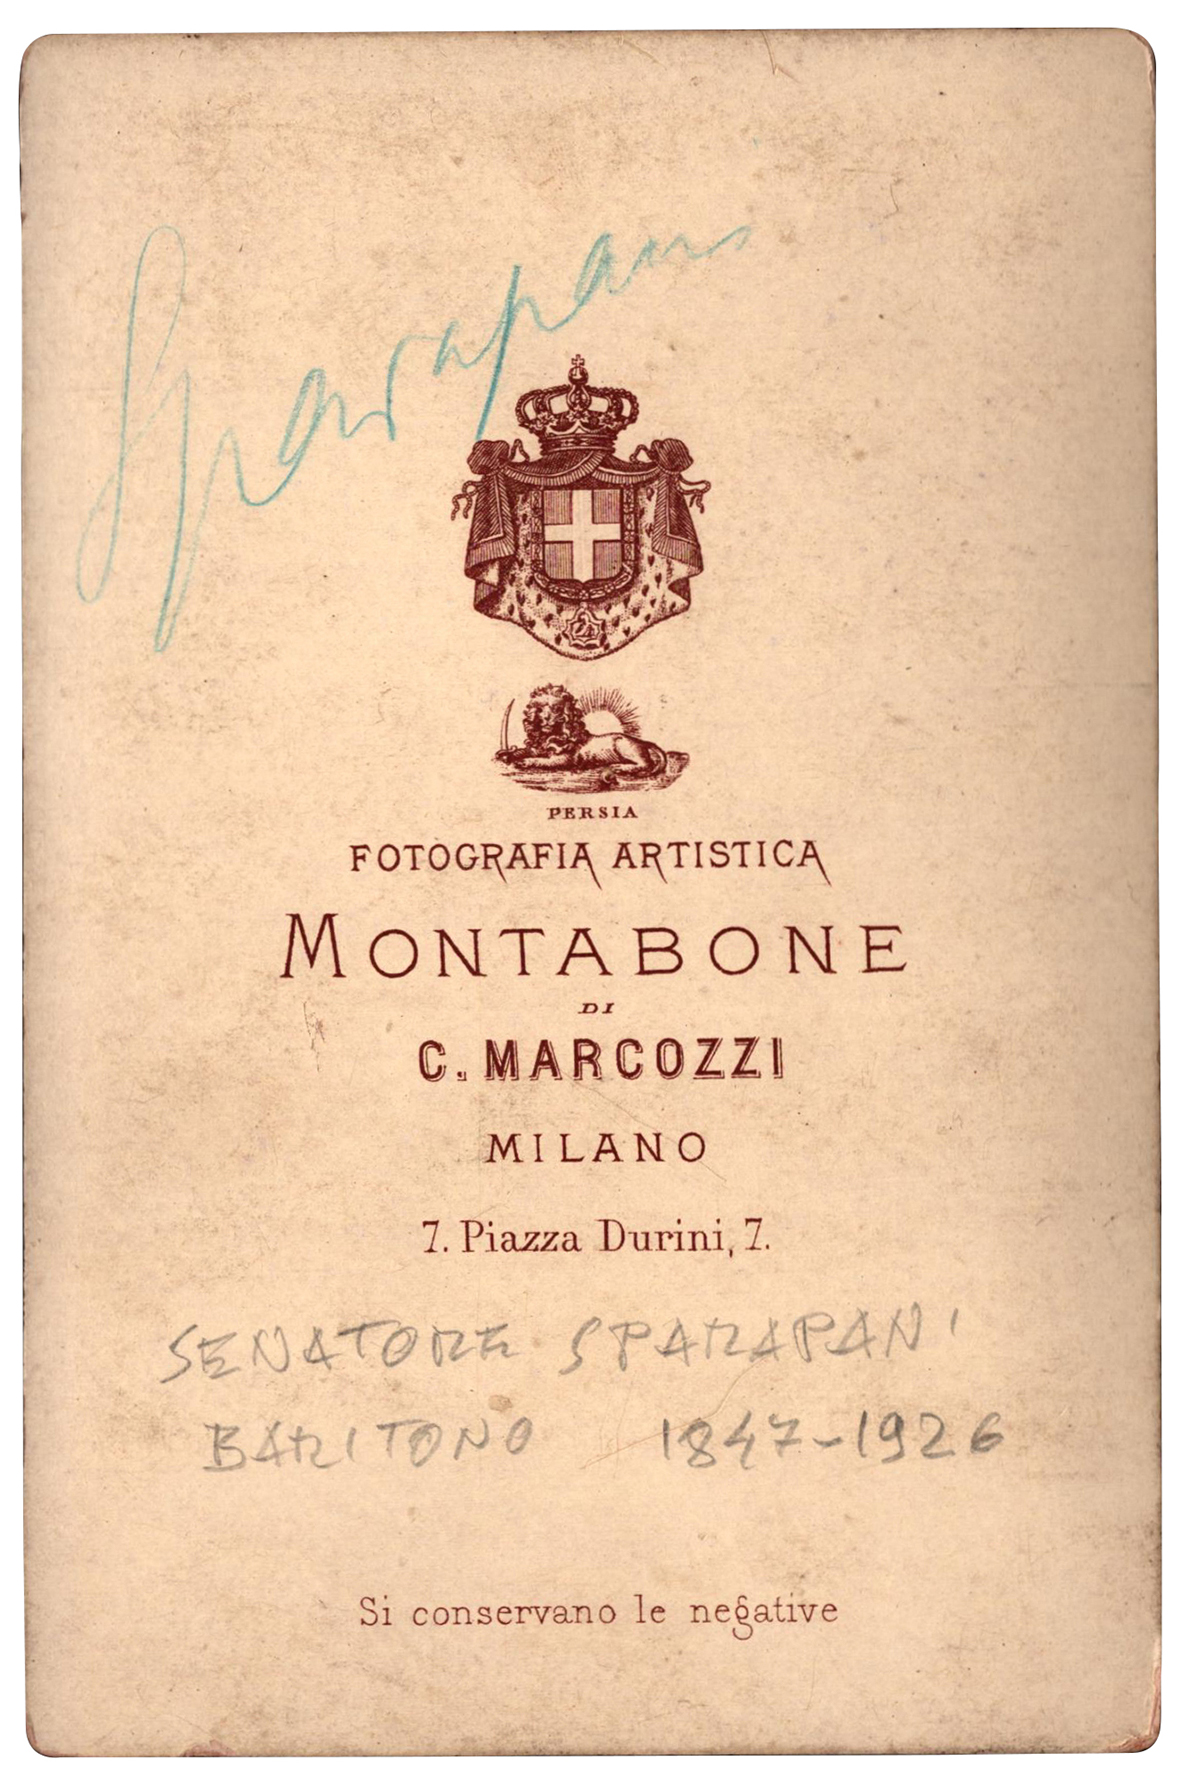 Sparapani
PERSIA
FOTOGRAFIA ARTISTICA
MONTABONE
DI
C. MARCOZZI
MILANO
7. Piazza Durini, 7.
SENATORE SPARAPANI
BARITONO 1847-1926
Si conservano le negative